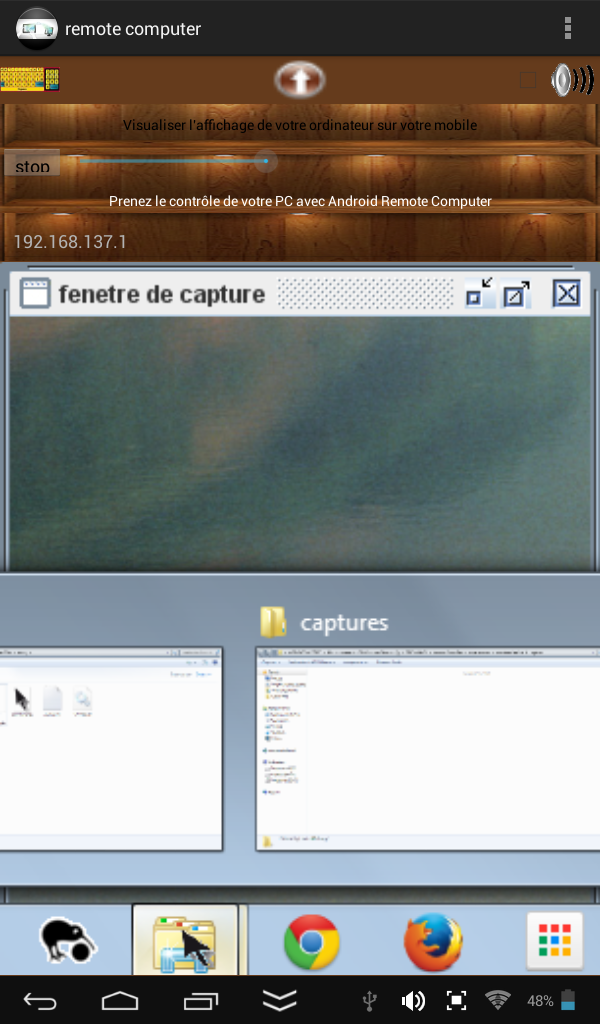 remote computer
Visualiser l'affichage de votre ordinateur sur votre mobile
stop
Prenez le contrôle de votre PC avec Android Remote Computer
192.168.137.1
fenetre de capture
captures
48%